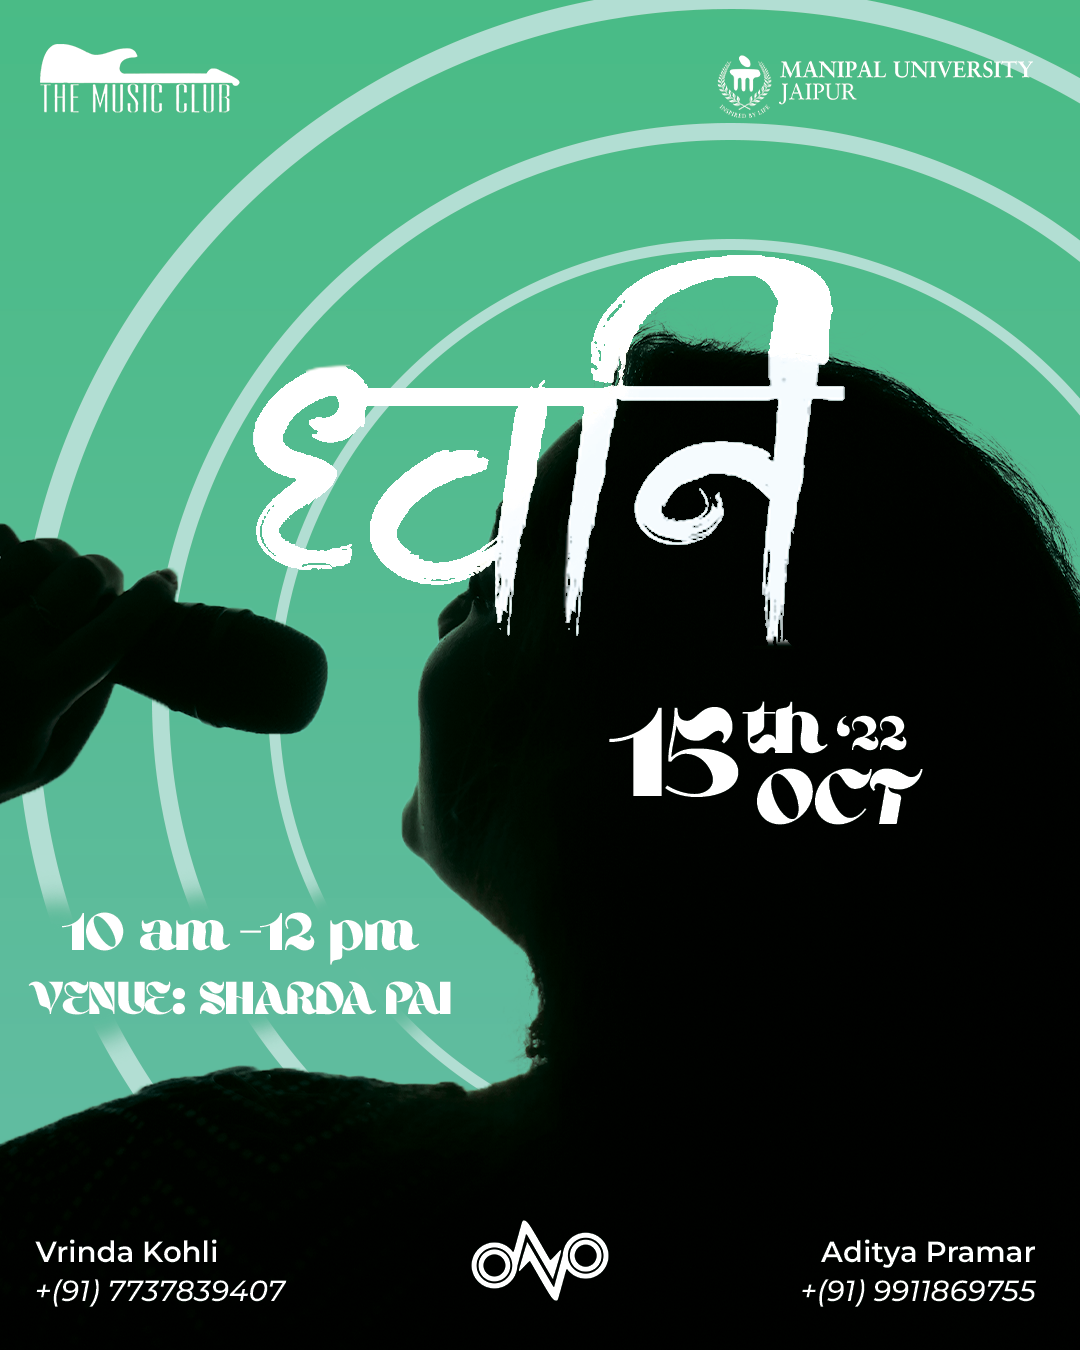 THE MUSIC CLUB
MANIPAL UNIVERSITY
JAIPUR
INSPIRED BY LIFE
ध्वनि
15th '22
OCT
10 am -12 pm
VENUE: SHARDA PAI
Vrinda Kohli
+(91) 7737839407
ONO
Aditya Pramar
+(91) 9911869755